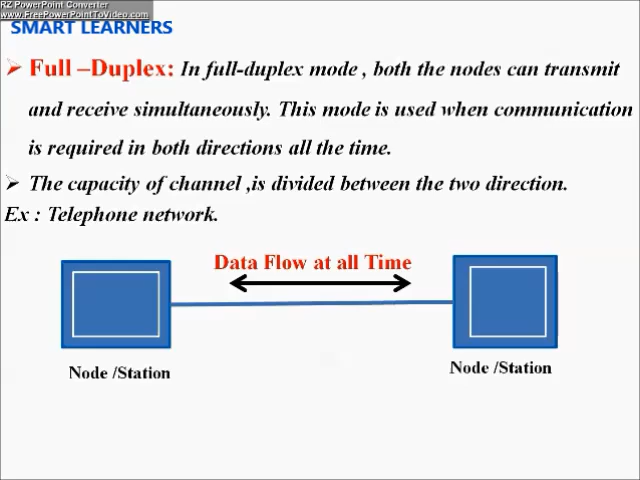 RZ PowerPoint Converter
www.FreePowerPointToVideo.com
SMART LEARNERS
➢ Full –Duplex: In full-duplex mode , both the nodes can transmit
and receive simultaneously. This mode is used when communication
is required in both directions all the time.
➢ The capacity of channel ,is divided between the two direction.
Ex : Telephone network.
Data Flow at all Time
Node /Station
Node /Station